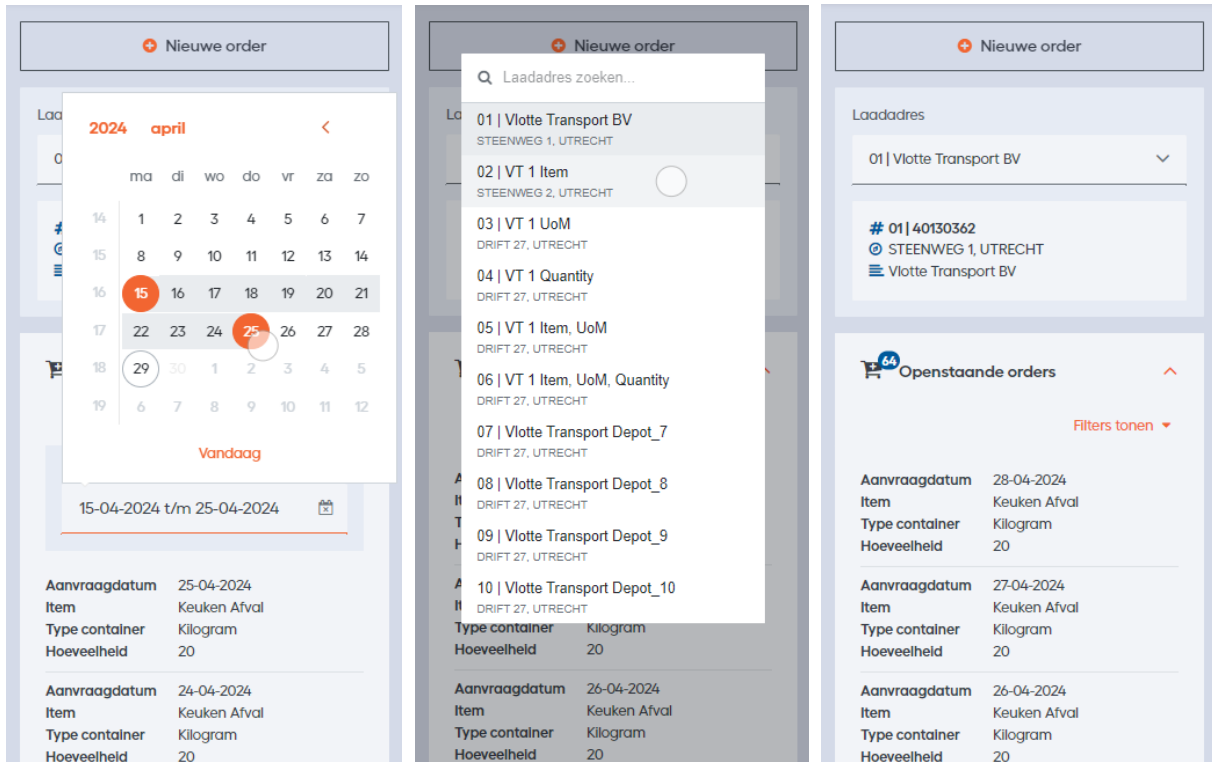 Nieuwe order
Laa
2024 april
ma di wo do vr za zo
14 1 2 3 4 5 6 7
15 8 9 10 11 12 13 14
16 15 16 17 18 19 20 21
17 22 23 24 25 26 27 28
18 29 30 1 2 3 4 5
19 6 7 8 9 10 11 12
Vandaag
15-04-2024 t/m 25-04-2024
Aanvraagdatum 25-04-2024
Item Keuken Afval
Type container Kilogram
Hoeveelheid 20
Aanvraagdatum 24-04-2024
Item Keuken Afval
Type container Kilogram
Hoeveelheid 20
Nieuwe order
Laadadres zoeken...
01 | Vlotte Transport BV
STEENWEG 1, UTRECHT
02 | VT 1 Item
STEENWEG 2, UTRECHT
03 | VT 1 UoM
DRIFT 27, UTRECHT
04 | VT 1 Quantity
DRIFT 27, UTRECHT
05 | VT 1 Item, UoM
DRIFT 27, UTRECHT
06 | VT 1 Item, UoM, Quantity
DRIFT 27, UTRECHT
07 | Vlotte Transport Depot_7
DRIFT 27, UTRECHT
08 | Vlotte Transport Depot_8
DRIFT 27, UTRECHT
09 | Vlotte Transport Depot_9
DRIFT 27, UTRECHT
10 | Vlotte Transport Depot_10
DRIFT 27, UTRECHT
Type container Kilogram
Hoeveelheid 20
Aanvraagdatum 26-04-2024
Item Keuken Afval
Type container Kilogram
Hoeveelheid 20
Nieuwe order
Laadadres
01 | Vlotte Transport BV
# 01 | 40130362
STEENWEG 1, UTRECHT
Vlotte Transport BV
64
Openstaande orders
Filters tonen
Aanvraagdatum 28-04-2024
Item Keuken Afval
Type container Kilogram
Hoeveelheid 20
Aanvraagdatum 27-04-2024
Item Keuken Afval
Type container Kilogram
Hoeveelheid 20
Aanvraagdatum 26-04-2024
Item Keuken Afval
Type container Kilogram
Hoeveelheid 20